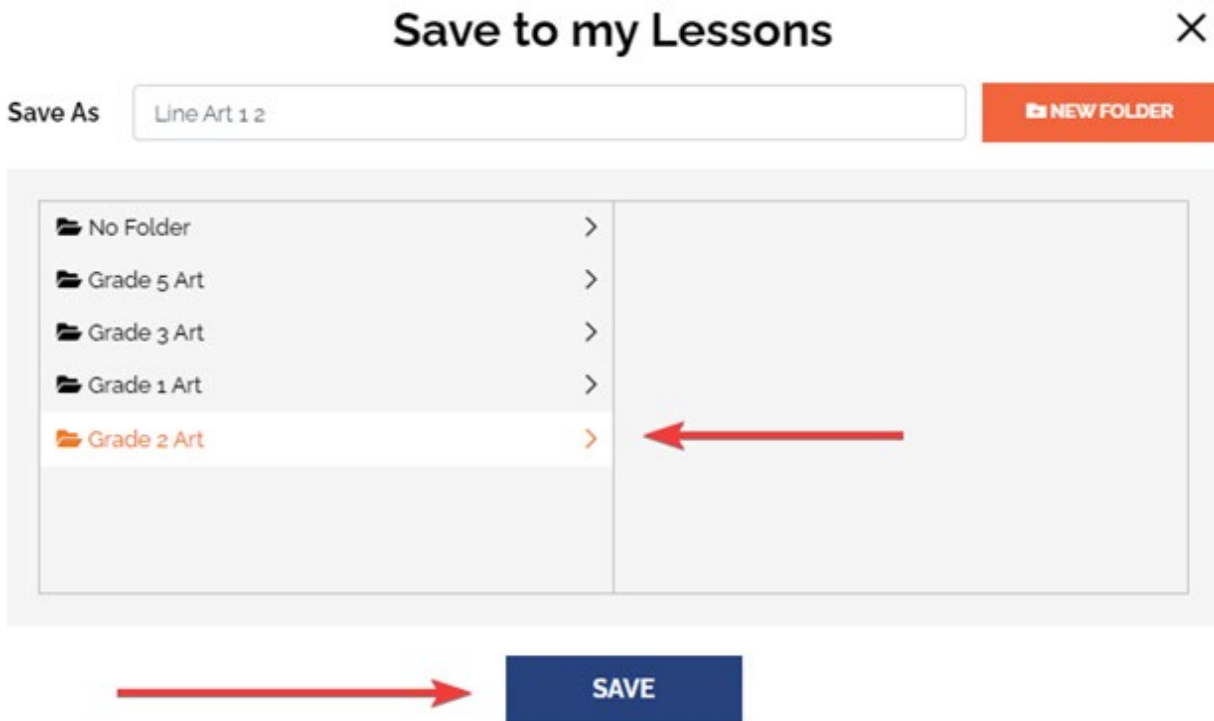 Save to my Lessons
Save As
Line Art 1 2
NEW FOLDER
No Folder
Grade 5 Art
Grade 3 Art
Grade 1 Art
Grade 2 Art
SAVE